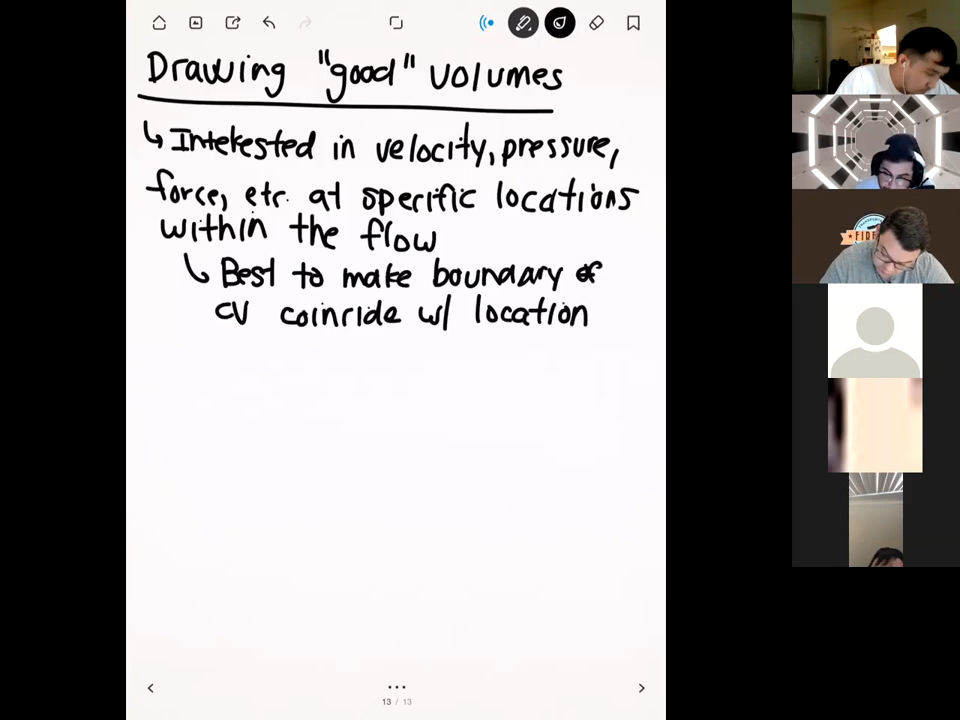 Drawing "good" volumes
↳ Interested in velocity, pressure,
force, etc. at specific locations
within the flow
↳ Best to make boundary of
CV coincide w/ location
13 / 13